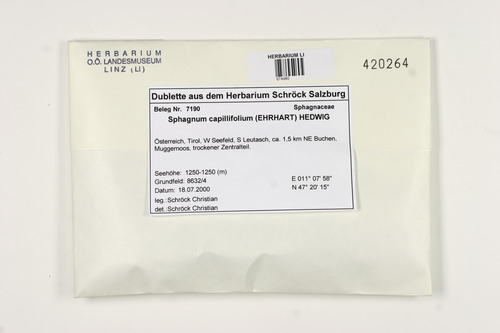 HERBARIUM
O.Ö. LANDESMUSEUM
LINZ (LI)
HERBARIUM LI
420264
Dublette aus dem Herbarium Schröck Salzburg
Beleg Nr. 7190 Sphagnaceae
Sphagnum capillifolium (EHRHART) HEDWIG
Österreich, Tirol, W Seefeld, S Leutasch, ca. 1,5 km NE Buchen,
Muggemoos, trockener Zentralteil.
Seehöhe: 1250-1250 (m) E 011° 07' 58"
Grundfeld: 8632/4 N 47° 20' 15"
Datum: 18.07.2000
leg.:Schröck Christian
det.:Schröck Christian